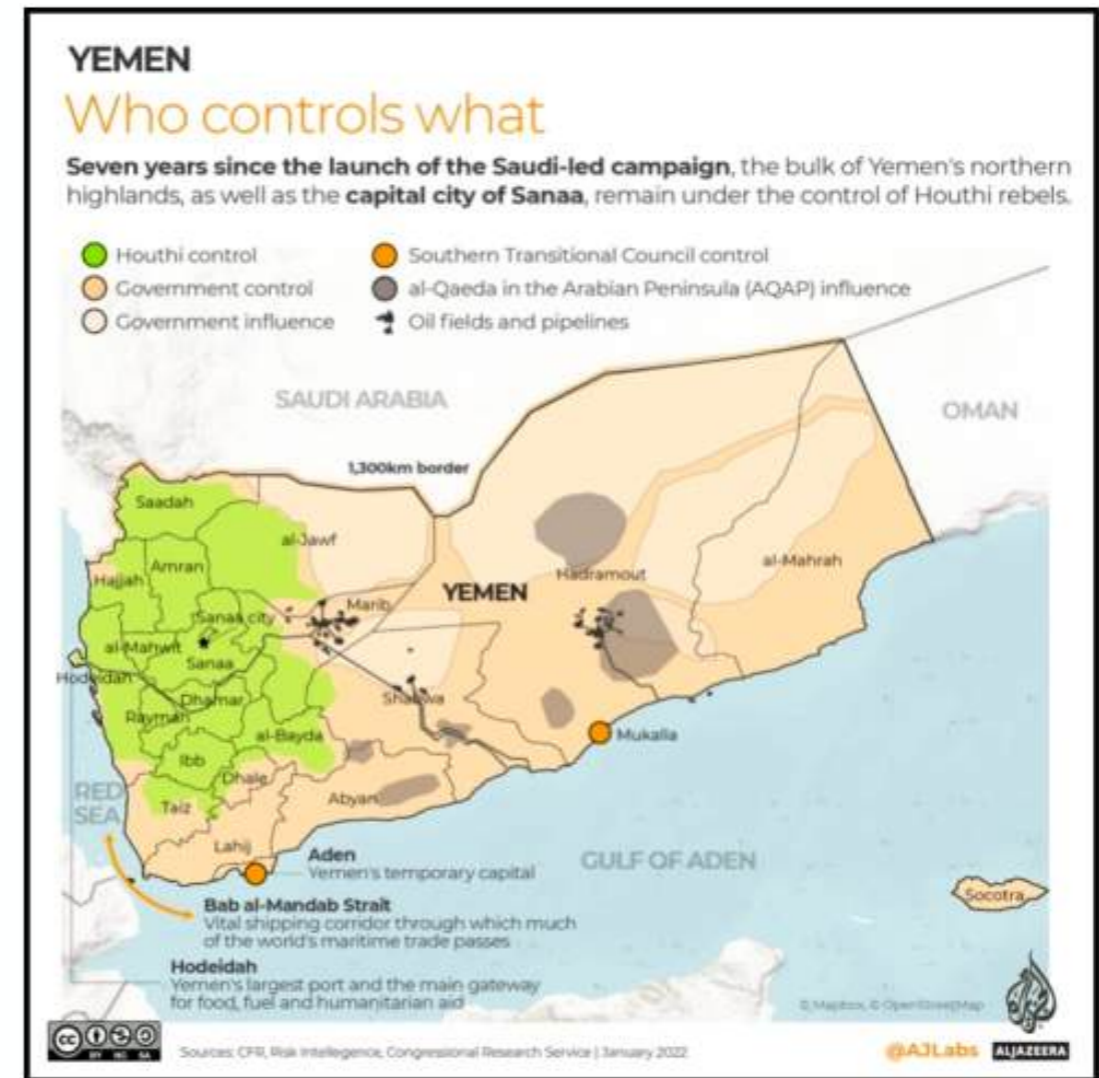 YEMEN
Who controls what
Seven years since the launch of the Saudi-led campaign, the bulk of Yemen's northern
highlands, as well as the capital city of Sanaa, remain under the control of Houthi rebels.
Houthi control
Government control
Government influence
Southern Transitional Council control
al-Qaeda in the Arabian Peninsula (AQAP) influence
Oil fields and pipelines
SAUDI ARABIA
OMAN
1,300km border
Saadah
al-Jawf
Amran
Hajjah
al-Mahrah
Hadramout
YEMEN
Marib
Sanaa city
al-Mahwit
Sanaa
Hodeidah
Dhamar
Shabwa
Raymah
al-Bayda
Mukalla
Ibb
Dhale
RED
SEA
Taiz
Abyan
Lahij
Aden
Yemen's temporary capital
GULF OF ADEN
Socotra
Bab al-Mandab Strait
Vital shipping corridor through which much
of the world's maritime trade passes
Hodeidah
Yemen's largest port and the main gateway
for food, fuel and humanitarian aid
© Mapbox, © OpenStreetMap
cc
BY NC SA
Sources: CFR, Risk Intellegence, Congressional Research Service | January 2022
@AJLabs
ALJAZEERA